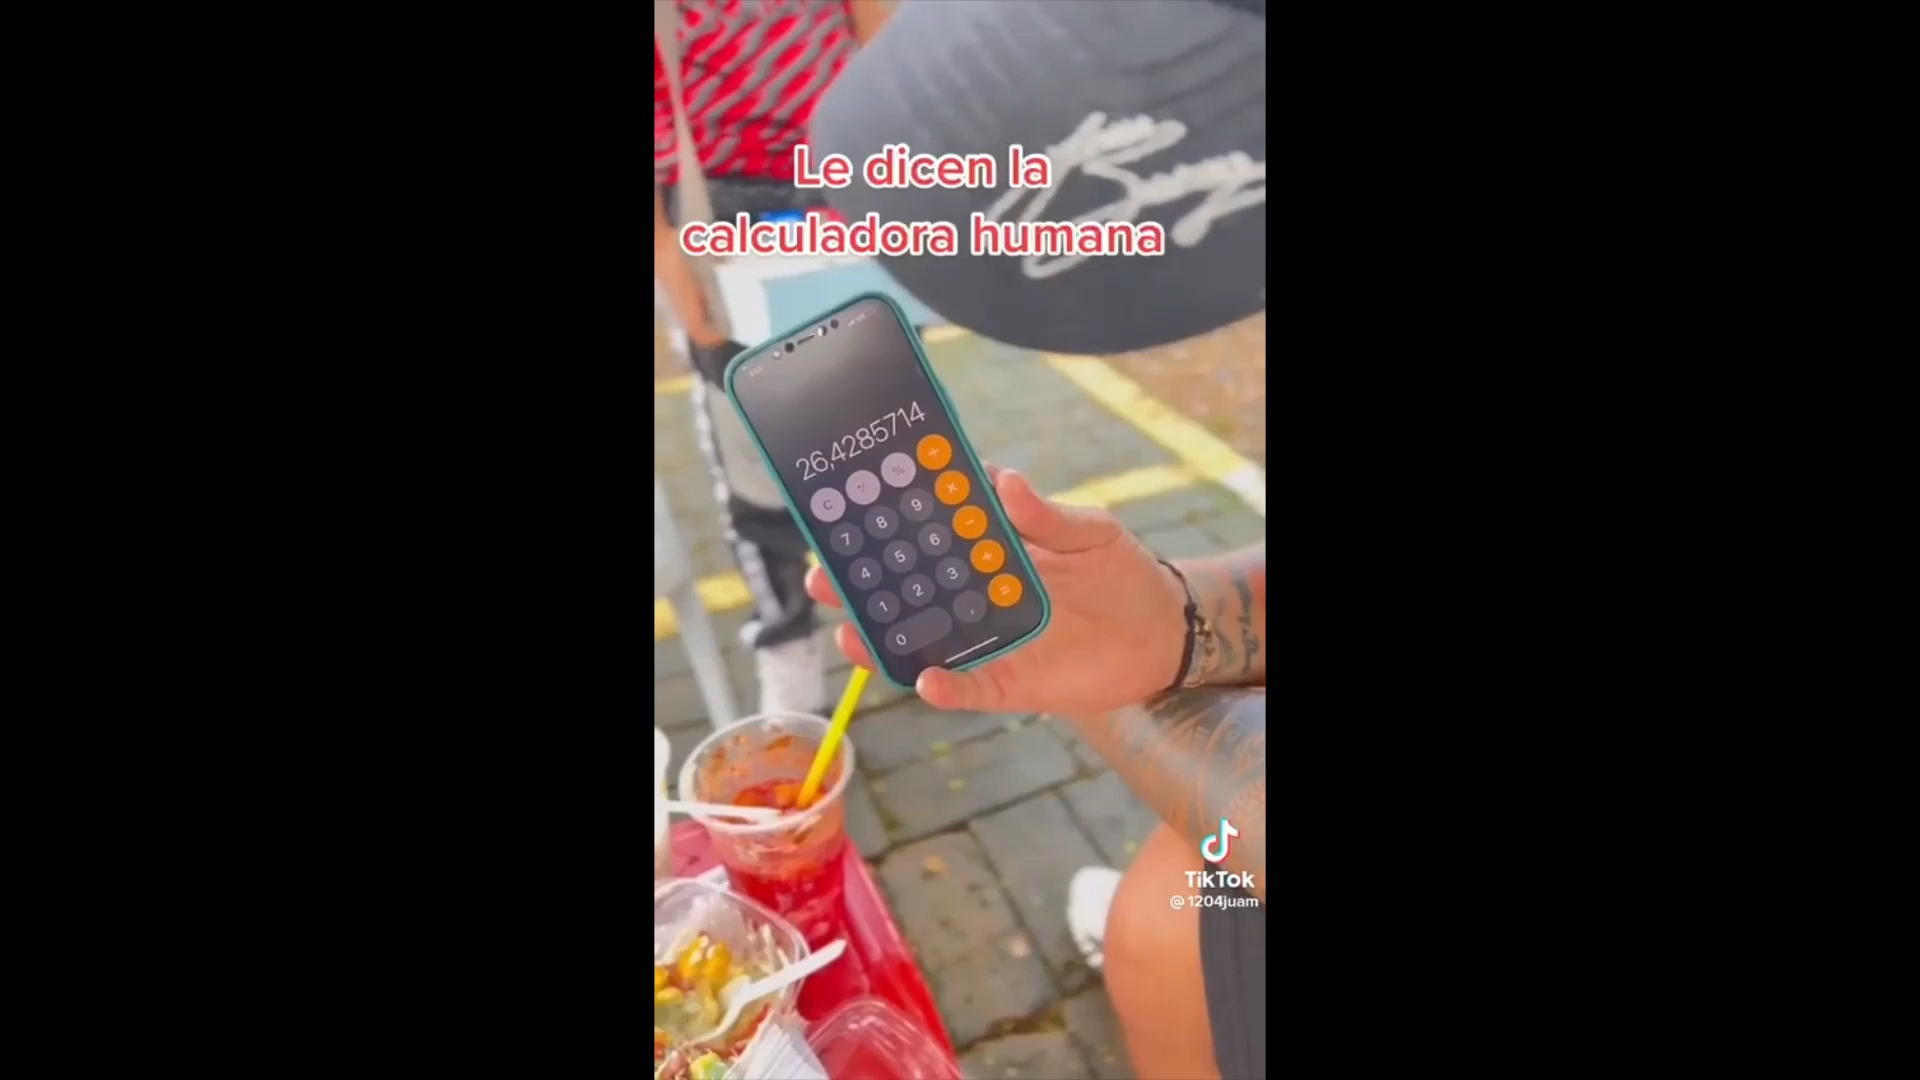 Le dicen la
calculadora humana
26,4285714
C +/- % ÷
7 8 9 ×
4 5 6 −
1 2 3 +
0 , =
TikTok
@1204juam